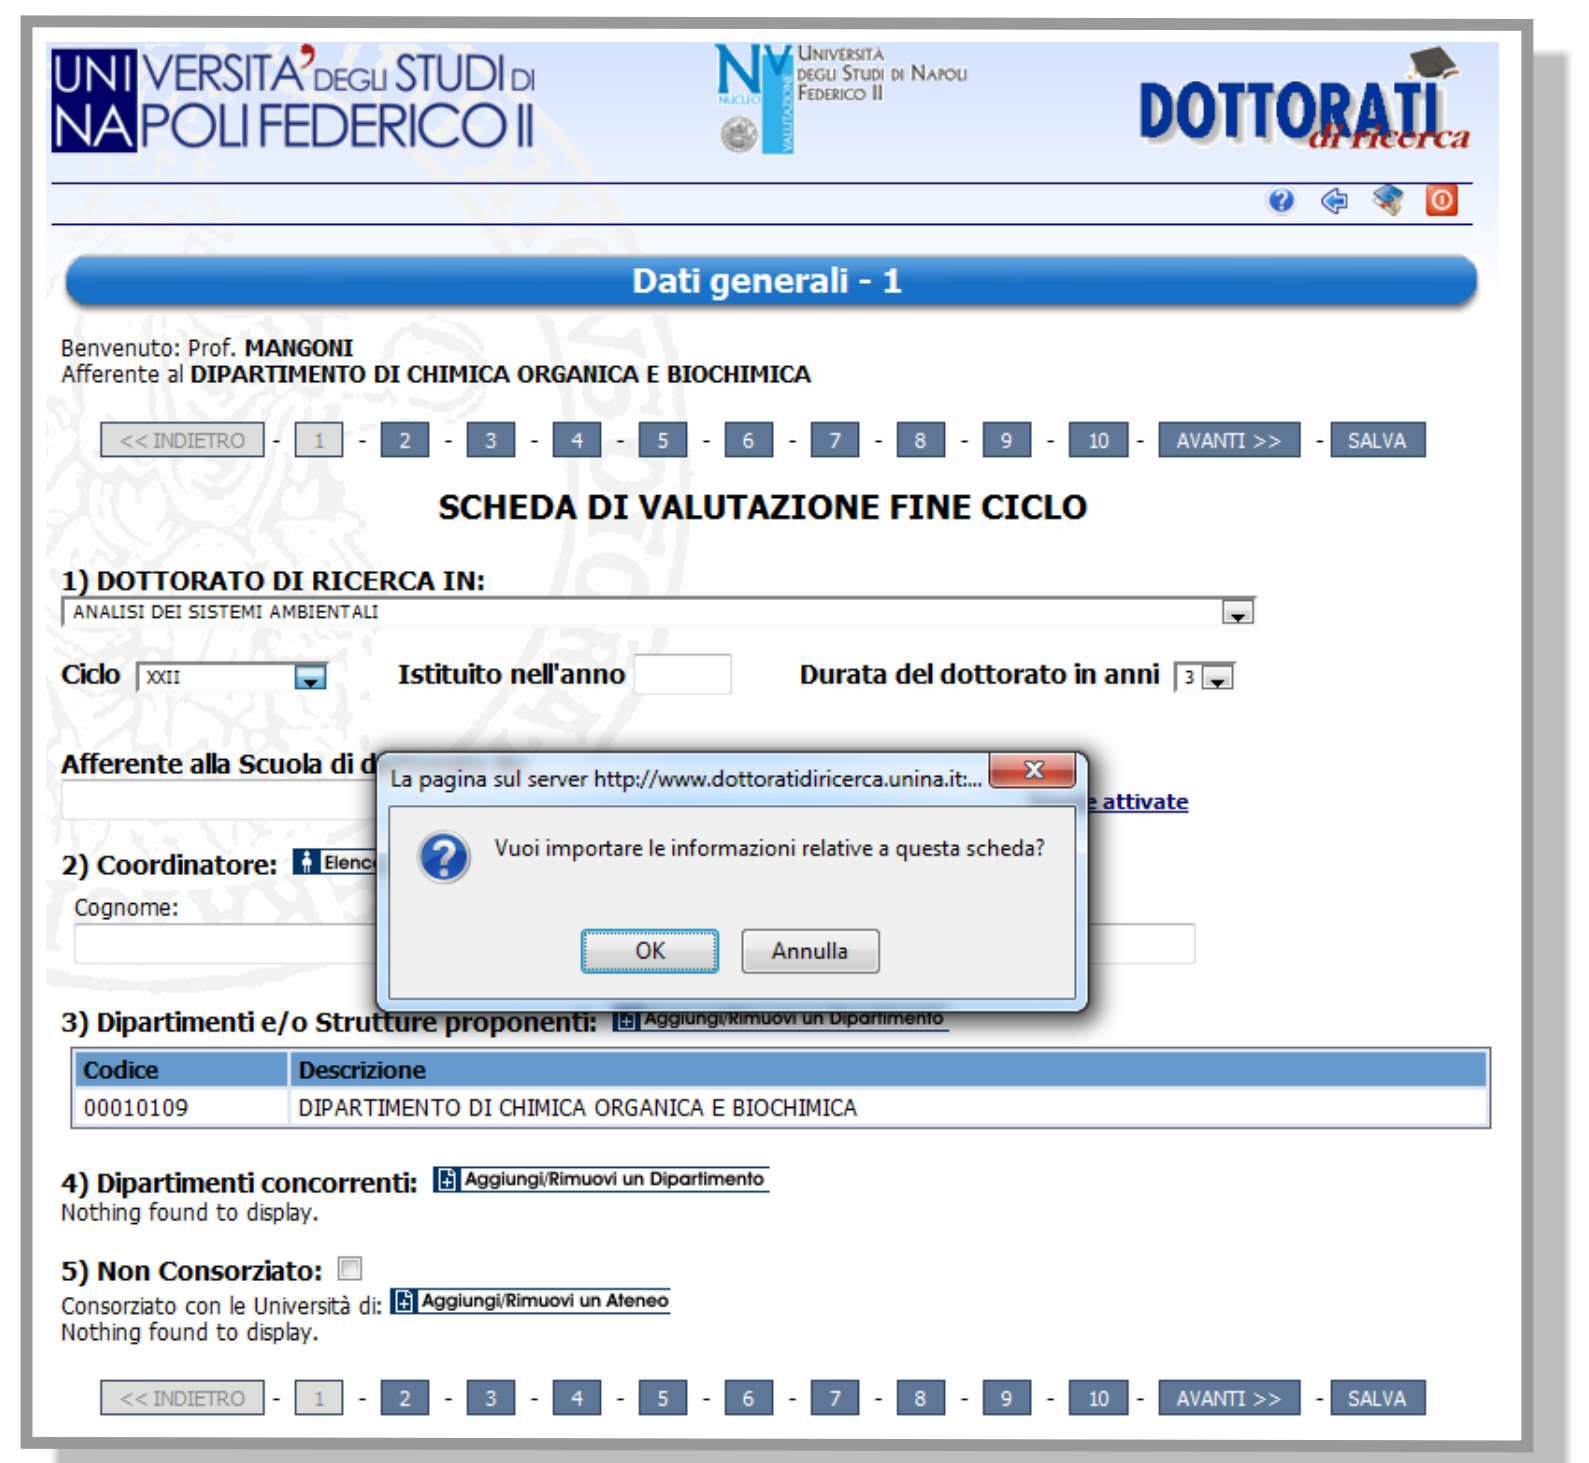 UNIVERSITA' DEGLI STUDI DI
NAPOLI FEDERICO II
NUCLEO
VALUTAZIONE
UNIVERSITÀ
DEGLI STUDI DI NAPOLI
FEDERICO II
DOTTORATI
di ricerca
Dati generali - 1
Benvenuto: Prof. MANGONI
Afferente al DIPARTIMENTO DI CHIMICA ORGANICA E BIOCHIMICA
<< INDIETRO - 1 - 2 - 3 - 4 - 5 - 6 - 7 - 8 - 9 - 10 - AVANTI >> - SALVA
SCHEDA DI VALUTAZIONE FINE CICLO
1) DOTTORATO DI RICERCA IN:
ANALISI DEI SISTEMI AMBIENTALI
Ciclo XXII Istituito nell'anno Durata del dottorato in anni 3
Afferente alla Scuola di
La pagina sul server http://www.dottoratidiricerca.unina.it:...
attivate
Vuoi importare le informazioni relative a questa scheda?
2) Coordinatore:
Cognome:
OK Annulla
3) Dipartimenti e/o Strutture proponenti: Aggiungi/Rimuovi un Dipartimento
Codice Descrizione
00010109 DIPARTIMENTO DI CHIMICA ORGANICA E BIOCHIMICA
4) Dipartimenti concorrenti: Aggiungi/Rimuovi un Dipartimento
Nothing found to display.
5) Non Consorziato:
Consorziato con le Università di: Aggiungi/Rimuovi un Ateneo
Nothing found to display.
<< INDIETRO - 1 - 2 - 3 - 4 - 5 - 6 - 7 - 8 - 9 - 10 - AVANTI >> - SALVA